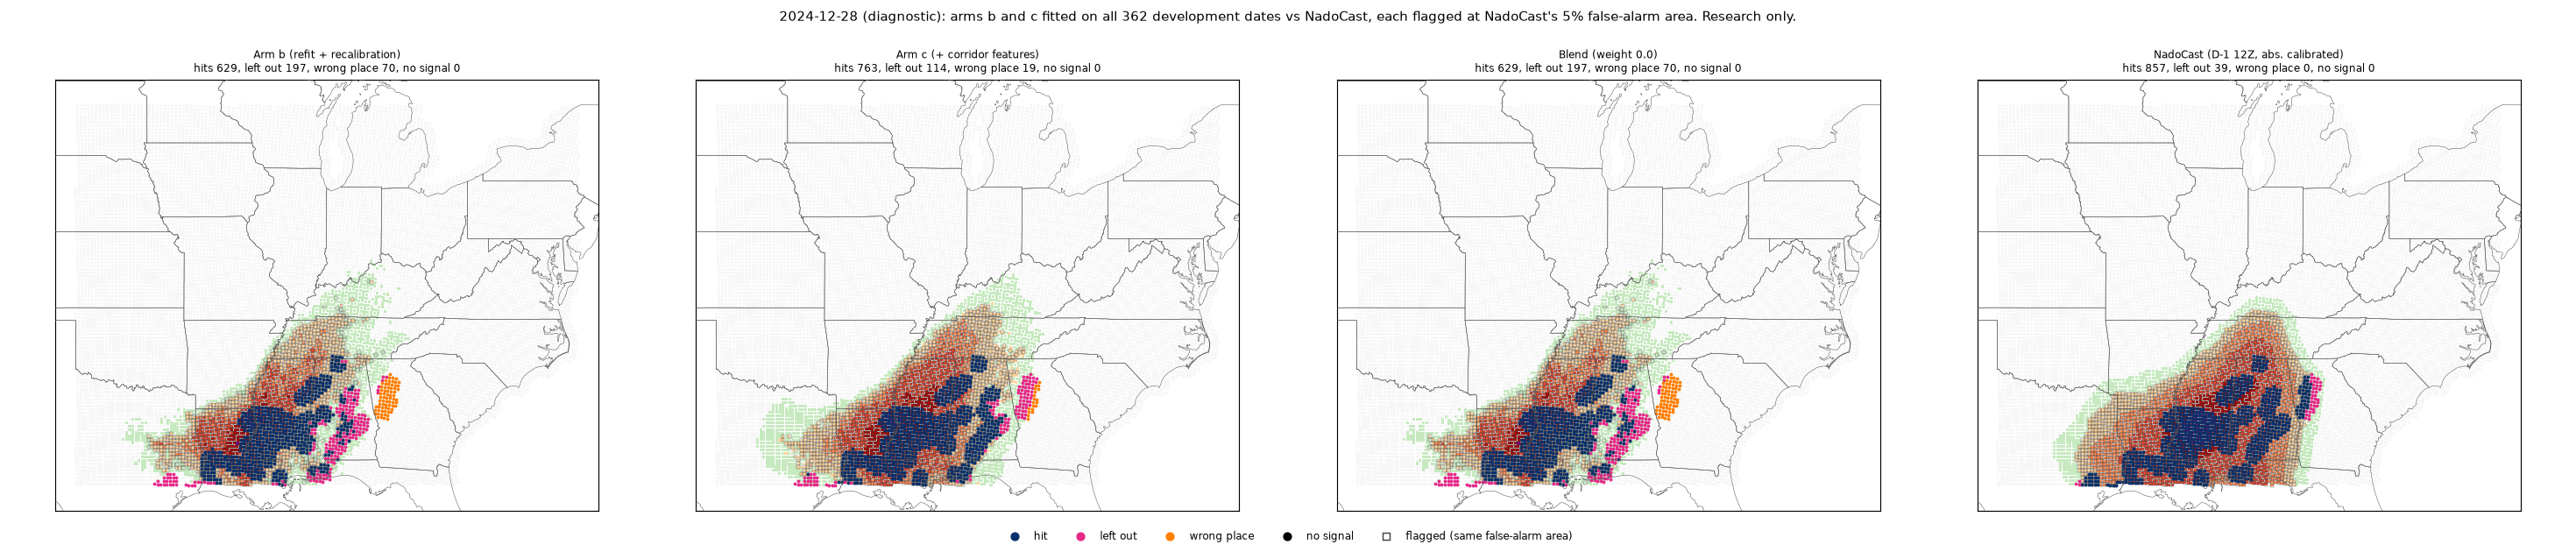 2024-12-28 (diagnostic): arms b and c fitted on all 362 development dates vs NadoCast, each flagged at NadoCast's 5% false-alarm area. Research only.
Arm b (refit + recalibration)
hits 629, left out 197, wrong place 70, no signal 0
Arm c (+ corridor features)
hits 763, left out 114, wrong place 19, no signal 0
Blend (weight 0.0)
hits 629, left out 197, wrong place 70, no signal 0
NadoCast (D-1 12Z, abs. calibrated)
hits 857, left out 39, wrong place 0, no signal 0
hit left out wrong place no signal flagged (same false-alarm area)